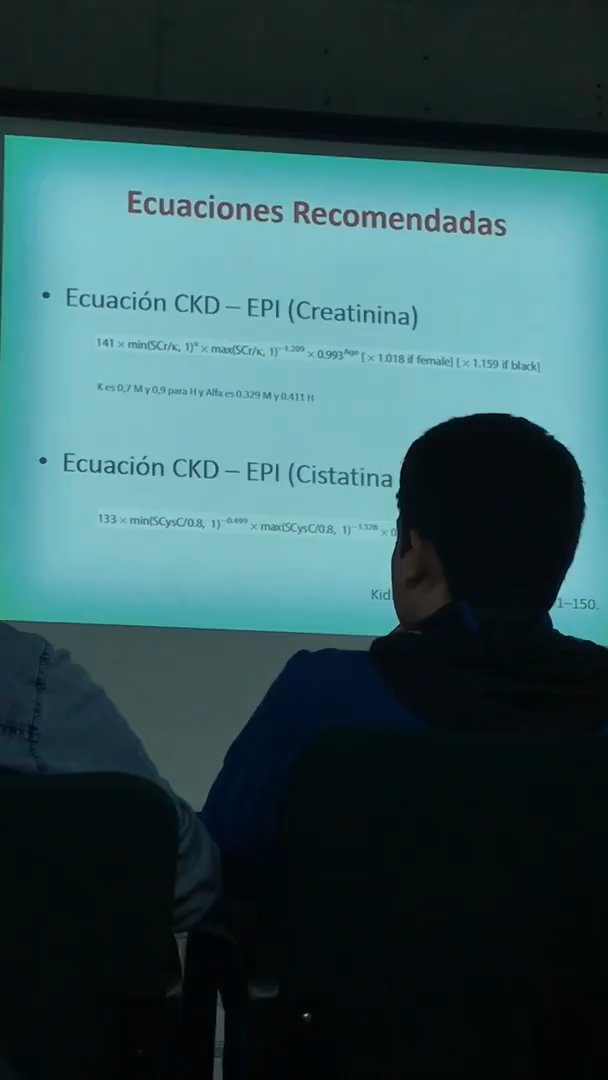 Ecuaciones Recomendadas
• Ecuación CKD – EPI (Creatinina)
141 × min(SCr/κ, 1)^α × max(SCr/κ, 1)^-1.209 × 0.993^Age [ × 1.018 if female] [ × 1.159 if black]
K es 0,7 M y 0,9 para H y Alfa es 0.329 M y 0.411 H
• Ecuación CKD – EPI (Cistatina
133 × min(SCysC/0.8, 1)^-0.499 × max(SCysC/0.8, 1)^-1.328 × 0
Kid 1–150.